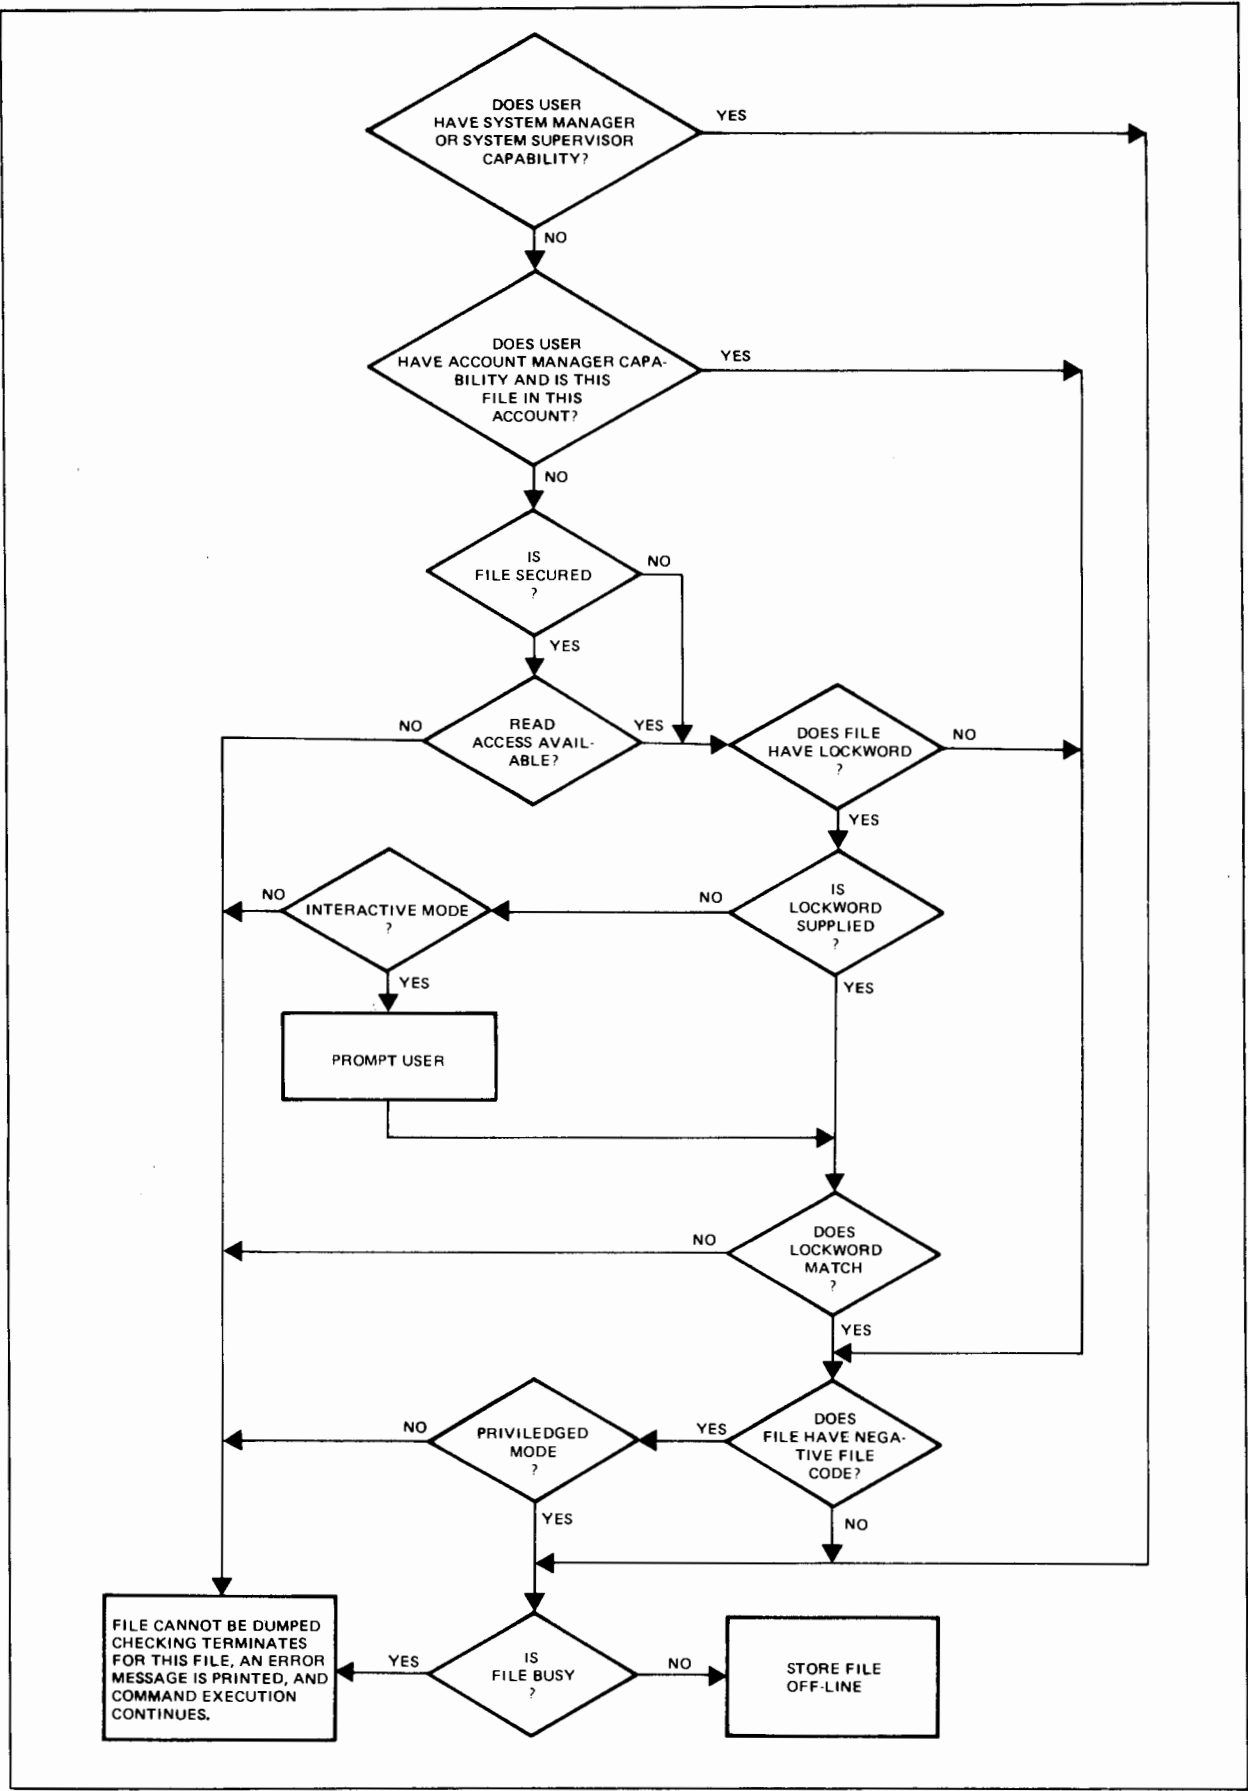 DOES USER
HAVE SYSTEM MANAGER
OR SYSTEM SUPERVISOR
CAPABILITY?
YES
NO
DOES USER
HAVE ACCOUNT MANAGER CAPA-
BILITY AND IS THIS
FILE IN THIS
ACCOUNT?
YES
NO
IS
FILE SECURED
?
NO
YES
READ
ACCESS AVAIL-
ABLE?
NO
YES
DOES FILE
HAVE LOCKWORD
?
NO
YES
IS
LOCKWORD
SUPPLIED
?
NO
YES
INTERACTIVE MODE
?
NO
YES
PROMPT USER
DOES
LOCKWORD
MATCH
?
NO
YES
DOES
FILE HAVE NEGA-
TIVE FILE
CODE?
YES
NO
PRIVILEDGED
MODE
?
NO
YES
IS
FILE BUSY
?
YES
NO
FILE CANNOT BE DUMPED
CHECKING TERMINATES
FOR THIS FILE, AN ERROR
MESSAGE IS PRINTED, AND
COMMAND EXECUTION
CONTINUES.
STORE FILE
OFF-LINE